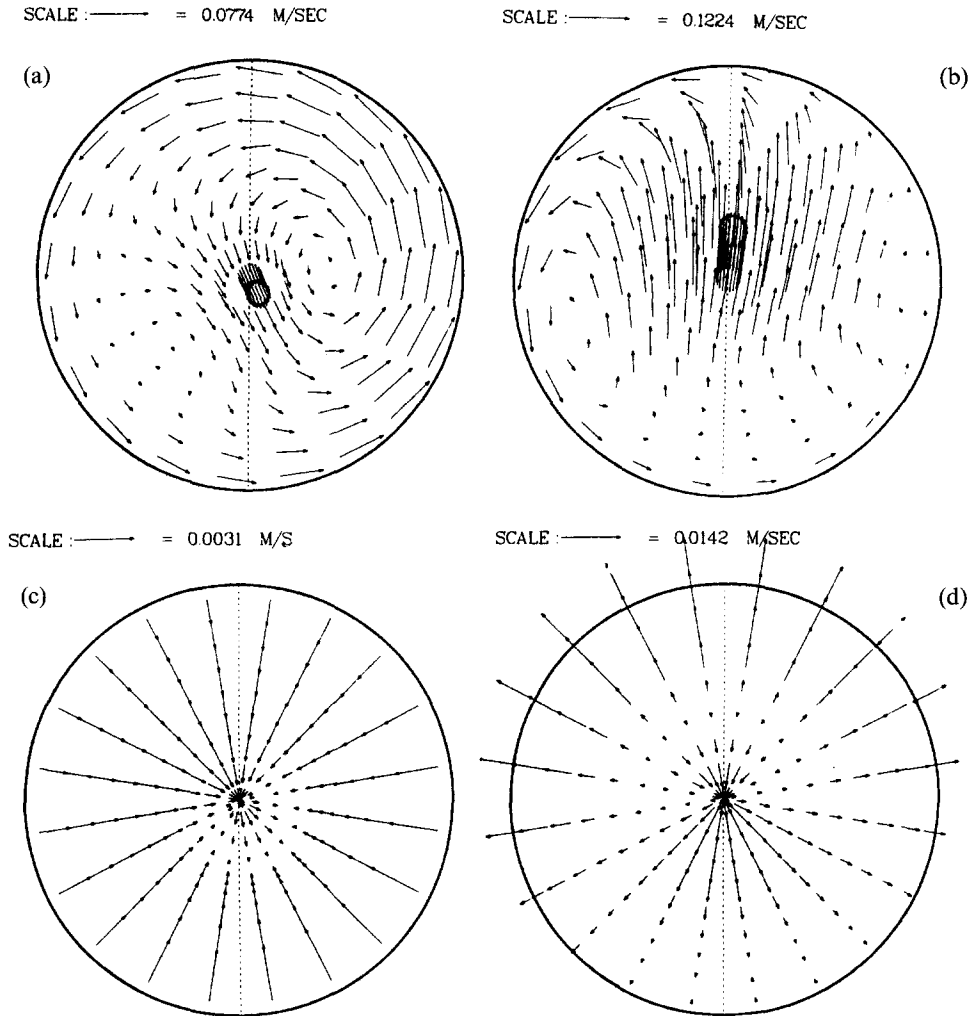 SCALE : = 0.0774 M/SEC
SCALE : = 0.1224 M/SEC
(a)
(b)
SCALE : = 0.0031 M/S
SCALE : = 0.0142 M/SEC
(c)
(d)